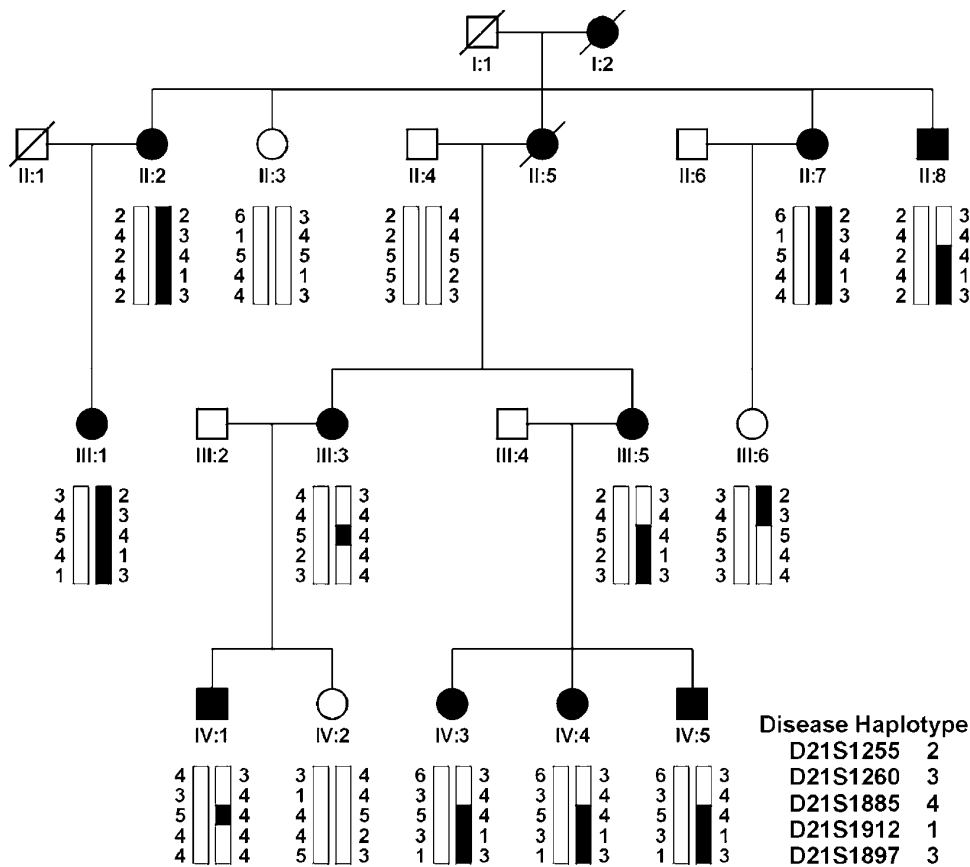 I:1 I:2
II:1 II:2 II:3 II:4 II:5 II:6 II:7 II:8
2 2 6 3 2 4 6 2 2 3
4 3 1 4 2 4 1 3 4 4
2 4 5 5 5 5 5 4 2 4
4 1 4 1 5 2 4 1 4 1
2 3 4 3 3 3 4 3 2 3
III:1 III:2 III:3 III:4 III:5 III:6
3 2 4 3 2 3 3 2
4 3 4 4 4 4 4 3
5 4 5 4 5 4 5 5
4 1 2 4 2 1 3 4
1 3 3 4 3 3 3 4
IV:1 IV:2 IV:3 IV:4 IV:5
4 3 3 4 6 3 6 3 6 3
3 4 1 4 4 4 4 4 4 4
5 4 4 5 5 4 5 4 5 4
4 4 4 2 3 1 3 1 3 1
4 4 5 3 1 3 1 3 1 3
Disease Haplotype
D21S1255 2
D21S1260 3
D21S1885 4
D21S1912 1
D21S1897 3